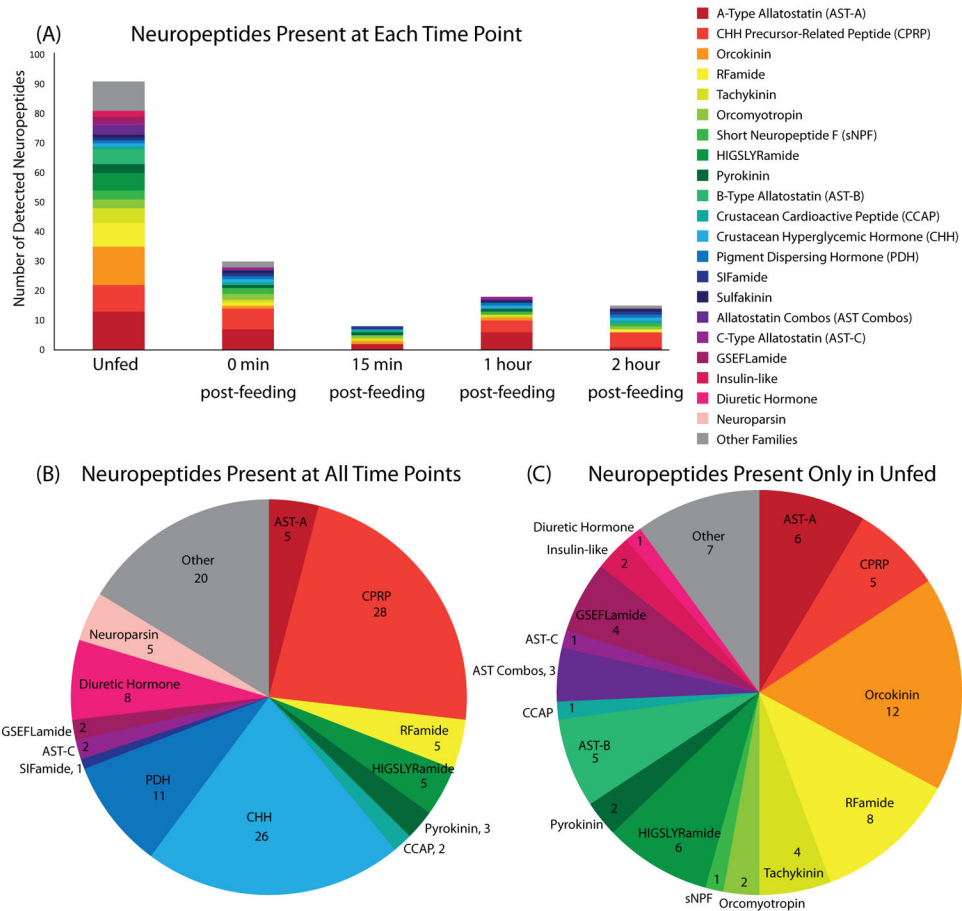 (A) Neuropeptides Present at Each Time Point
Number of Detected Neuropeptides
100
90
80
70
60
50
40
30
20
10
0
Unfed
0 min
post-feeding
15 min
post-feeding
1 hour
post-feeding
2 hour
post-feeding
A-Type Allatostatin (AST-A)
CHH Precursor-Related Peptide (CPRP)
Orcokinin
RFamide
Tachykinin
Orcomyotropin
Short Neuropeptide F (sNPF)
HIGSLYRamide
Pyrokinin
B-Type Allatostatin (AST-B)
Crustacean Cardioactive Peptide (CCAP)
Crustacean Hyperglycemic Hormone (CHH)
Pigment Dispersing Hormone (PDH)
SIFamide
Sulfakinin
Allatostatin Combos (AST Combos)
C-Type Allatostatin (AST-C)
GSEFLamide
Insulin-like
Diuretic Hormone
Neuroparsin
Other Families
(B) Neuropeptides Present at All Time Points
AST-A
5
CPRP
28
RFamide
5
HIGSLYRamide
5
Pyrokinin, 3
CCAP, 2
CHH
26
PDH
11
SIFamide, 1
AST-C
2
GSEFLamide
2
Diuretic Hormone
8
Neuroparsin
5
Other
20
(C) Neuropeptides Present Only in Unfed
AST-A
6
CPRP
5
Orcokinin
12
RFamide
8
4
Tachykinin
2
Orcomyotropin
1
sNPF
HIGSLYRamide
6
2
Pyrokinin
AST-B
5
1
CCAP
AST Combos, 3
AST-C
1
GSEFLamide
4
Insulin-like
2
Diuretic Hormone
1
Other
7